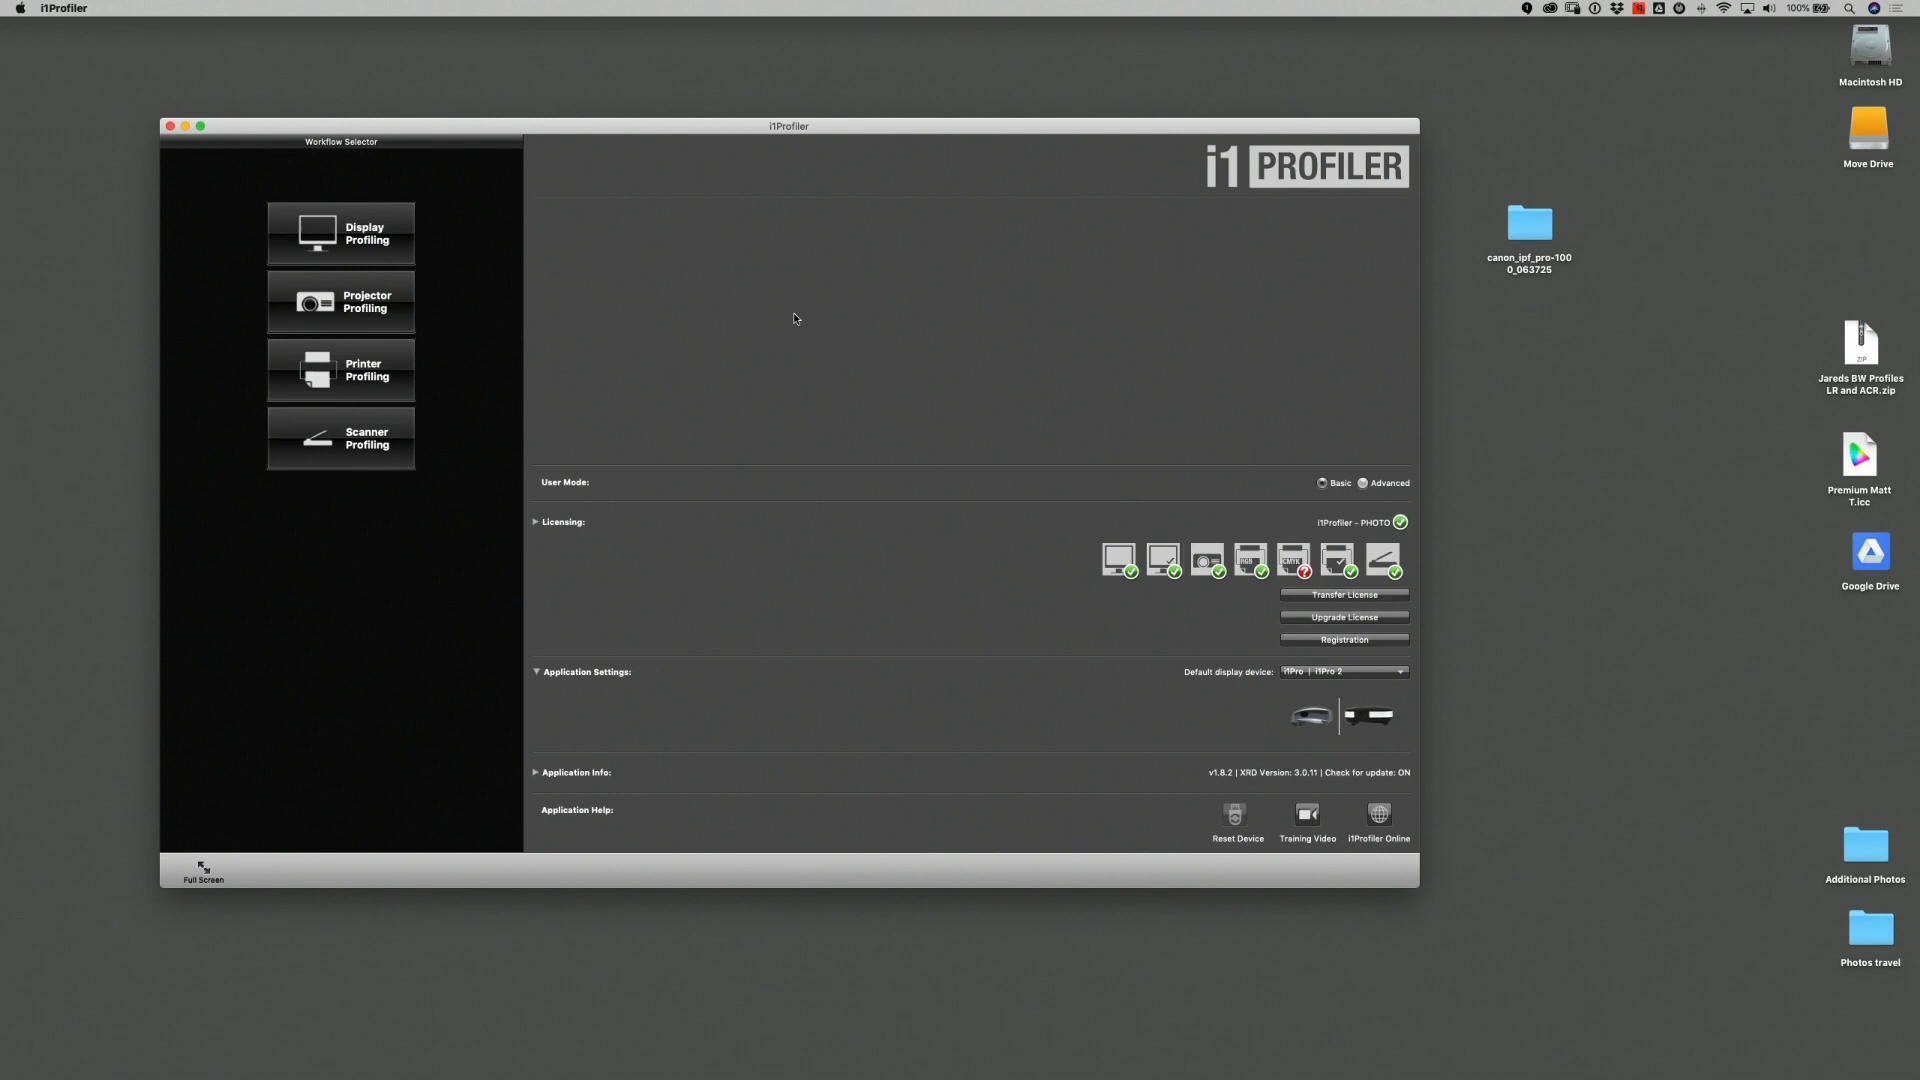 i1Profiler
100%
i1Profiler
Workflow Selector
Display
Profiling
Projector
Profiling
Printer
Profiling
Scanner
Profiling
i1 PROFILER
User Mode:
Basic
Advanced
Licensing:
i1Profiler - PHOTO
RGB
CMYK
Transfer License
Upgrade License
Registration
Application Settings:
Default display device:
i1Pro | i1Pro 2
Application Info:
v1.8.2 | XRD Version: 3.0.11 | Check for update: ON
Application Help:
Reset Device
Training Video
i1Profiler Online
Full Screen
Macintosh HD
Move Drive
canon_ipf_pro-100
0_063725
ZIP
Jareds BW Profiles
LR and ACR.zip
Premium Matt
T.icc
Google Drive
Additional Photos
Photos travel